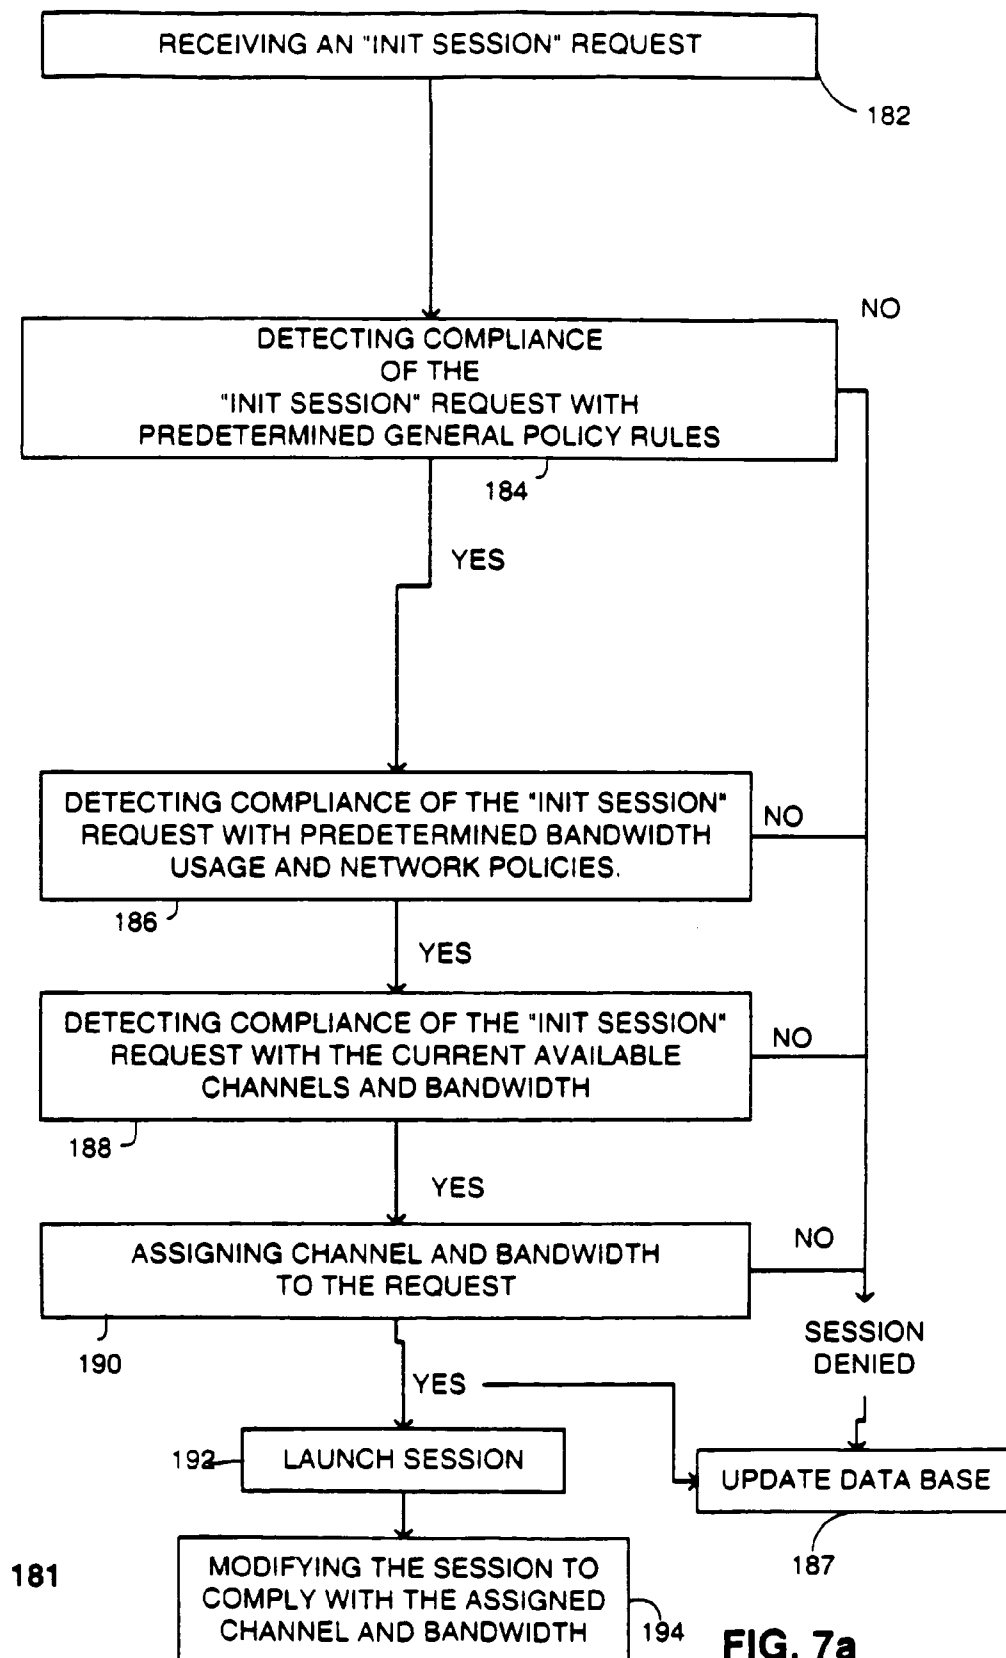 RECEIVING AN "INIT SESSION" REQUEST
182
NO
DETECTING COMPLIANCE
OF THE
"INIT SESSION" REQUEST WITH
PREDETERMINED GENERAL POLICY RULES
184
YES
DETECTING COMPLIANCE OF THE "INIT SESSION"
REQUEST WITH PREDETERMINED BANDWIDTH
USAGE AND NETWORK POLICIES.
NO
186
YES
DETECTING COMPLIANCE OF THE "INIT SESSION"
REQUEST WITH THE CURRENT AVAILABLE
CHANNELS AND BANDWIDTH
NO
188
YES
ASSIGNING CHANNEL AND BANDWIDTH
TO THE REQUEST
NO
190
SESSION
DENIED
YES
192
LAUNCH SESSION
UPDATE DATA BASE
187
181
MODIFYING THE SESSION TO
COMPLY WITH THE ASSIGNED
CHANNEL AND BANDWIDTH
194
FIG. 7a